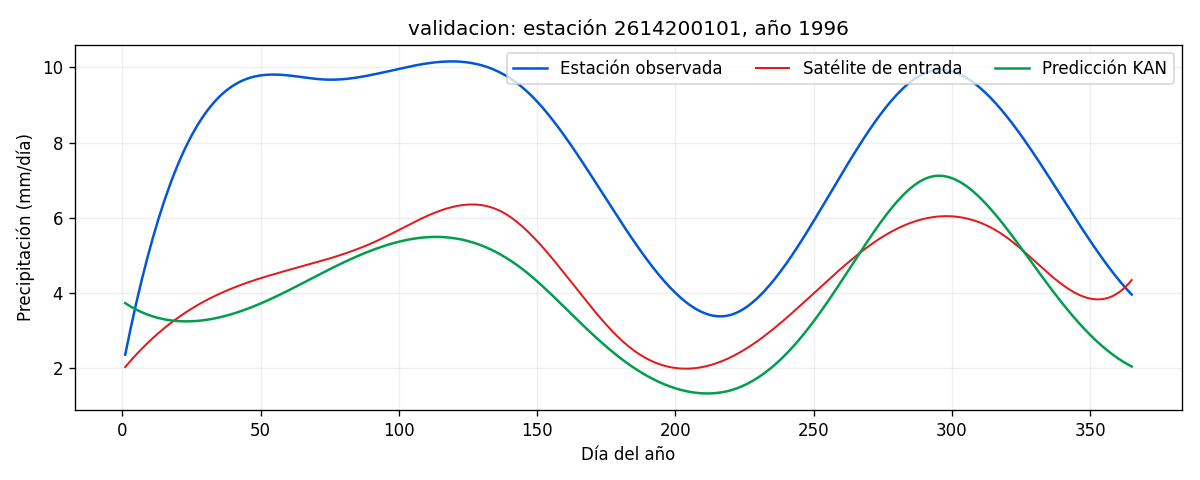 validacion: estación 2614200101, año 1996
Estación observada
Satélite de entrada
Predicción KAN
Precipitación (mm/día)
10
8
6
4
2
0
50
100
150
200
250
300
350
Día del año